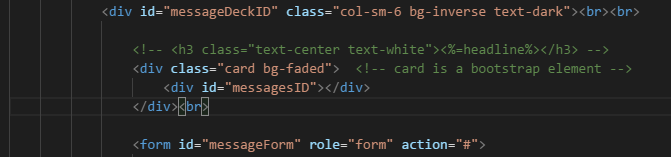 <div id="messageDeckID" class="col-sm-6 bg-inverse text-dark"><br><br>
<!-- <h3 class="text-center text-white"><%=headline%></h3> -->
<div class="card bg-faded">  <!-- card is a bootstrap element -->
<div id="messagesID"></div>
</div><br>
<form id="messageForm" role="form" action="#">